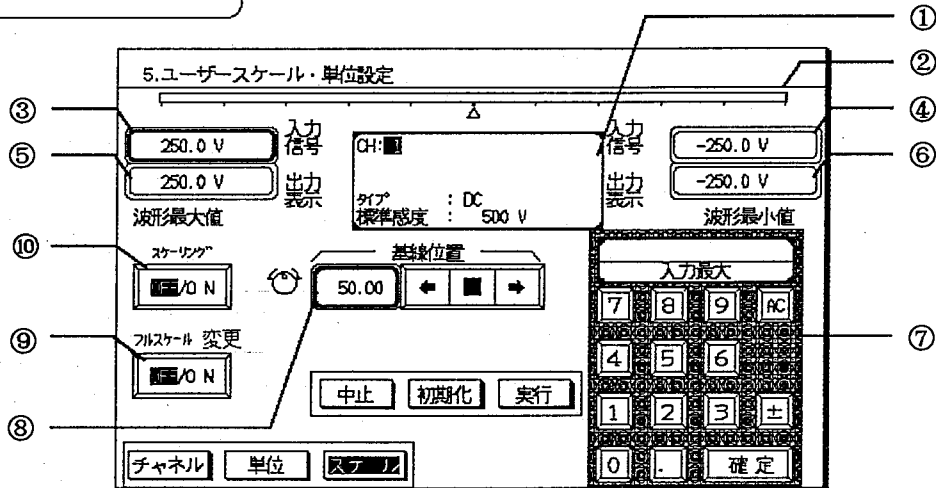 ①
5.ユーザースケール・単位設定
②
③
250.0 V
入力
信号
CH:
入力
信号
-250.0 V
④
⑤
250.0 V
出力
表示
タイプ : DC
標準感度 : 500 V
出力
表示
-250.0 V
⑥
波形最大値
波形最小値
⑩
スケーリング
OFF/O N
基線位置
50.00
← ■ →
入力最大
7 8 9 AC
4 5 6
1 2 3 ±
0 . 確 定
⑦
⑨
フルスケール 変更
OFF/O N
中止 初期化 実行
⑧
チャネル 単位 スケール